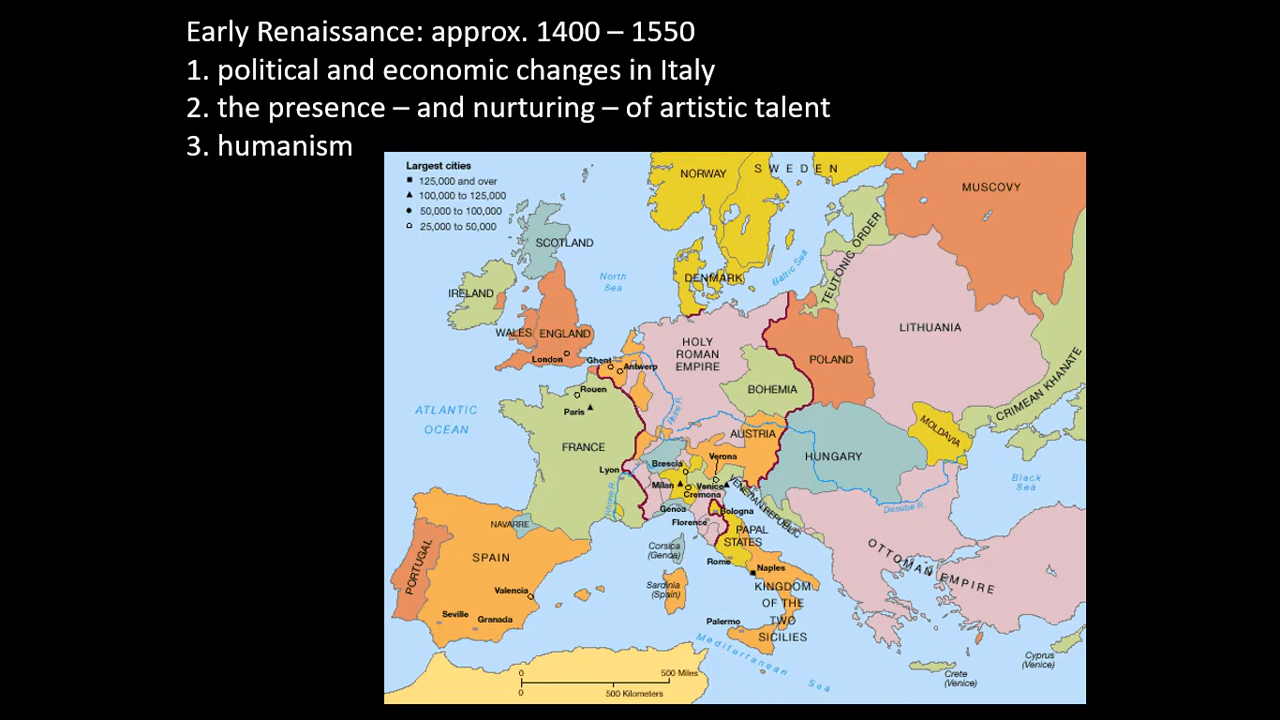 Early Renaissance: approx. 1400 – 1550
1. political and economic changes in Italy
2. the presence – and nurturing – of artistic talent
3. humanism
Largest cities
125,000 and over
100,000 to 125,000
50,000 to 100,000
25,000 to 50,000
NORWAY
SWEDEN
MUSCOVY
SCOTLAND
North
Sea
DENMARK
Baltic Sea
TEUTONIC ORDER
IRELAND
WALES
ENGLAND
London
LITHUANIA
HOLY
ROMAN
EMPIRE
POLAND
Ghent
Antwerp
BOHEMIA
CRIMEAN KHANATE
Rouen
Paris
Rhine R.
ATLANTIC
OCEAN
MOLDAVIA
AUSTRIA
FRANCE
HUNGARY
Verona
Brescia
Lyon
Milan
Venice
Cremona
VENETIAN REPUBLIC
Black
Sea
Rhône R.
Danube R.
Genoa
Bologna
Florence
NAVARRE
PAPAL
STATES
Corsica
(Genoa)
OTTOMAN EMPIRE
SPAIN
PORTUGAL
Rome
Naples
Sardinia
(Spain)
KINGDOM
OF THE
TWO
SICILIES
Valencia
Seville
Granada
Palermo
Mediterranean Sea
Cyprus
(Venice)
Crete
(Venice)
0
500 Miles
0
500 Kilometers